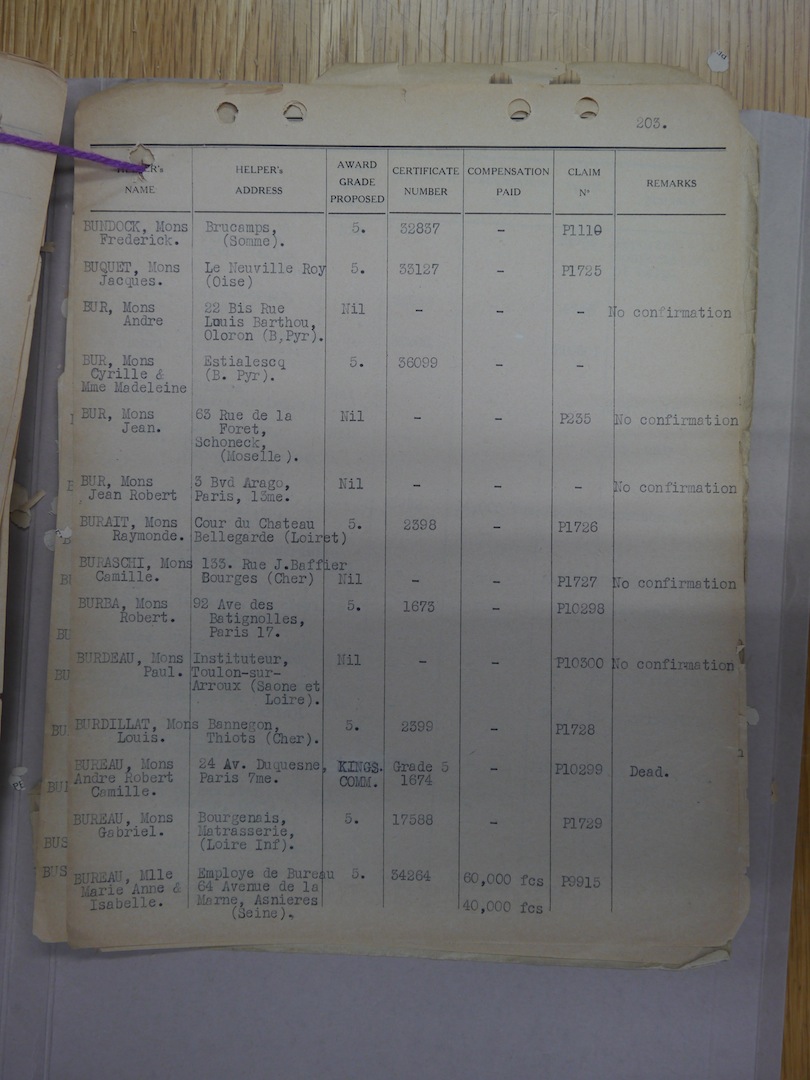 203.
NAME
HELPER's
ADDRESS
AWARD
GRADE
PROPOSED
CERTIFICATE
NUMBER
COMPENSATION
PAID
CLAIM
N°
REMARKS
BUNDOCK, Mons Brucamps, 5. 32837 - P1110
Frederick. (Somme).
BUQUET, Mons Le Neuville Roy 5. 33127 - P1725
Jacques. (Oise)
BUR, Mons 22 Bis Rue Nil - - - No confirmation
Andre Louis Barthou,
Oloron (B.Pyr).
BUR, Mons Estialescq 5. 36099 - -
Cyrille & (B. Pyr).
Mme Madeleine
BUR, Mons 63 Rue de la Nil - - P235 No confirmation
Jean. Foret,
Schoneck,
(Moselle).
BUR, Mons 3 Bvd Arago, Nil - - - No confirmation
Jean Robert Paris, 13me.
BURAIT, Mons Cour du Chateau 5. 2398 - P1726
Raymonde. Bellegarde (Loiret)
BURASCHI, Mons 133. Rue J.Baffier
Camille. Bourges (Cher) Nil - - P1727 No confirmation
BURBA, Mons 92 Ave des 5. 1673 - P10298
Robert. Batignolles,
Paris 17.
BURDEAU, Mons Instituteur, Nil - - P10300 No confirmation
Paul. Toulon-sur-
Arroux (Saone et
Loire).
BURDILLAT, Mons Bannegon, 5. 2399 - P1728
Louis. Thiots (Cher).
BUREAU, Mons 24 Av. Duquesne, KINGS. Grade 5 - P10299 Dead.
Andre Robert Paris 7me. COMM. 1674
Camille.
BUREAU, Mons Bourgenais, 5. 17588 - P1729
Gabriel. Matrasserie,
(Loire Inf).
BUREAU, Mlle Employe de Bureau 5. 34264 60,000 fcs P9915
Marie Anne & 64 Avenue de la
Isabelle. Marne, Asnieres 40,000 fcs
(Seine).
BU
BU
BU
BUS
BUS